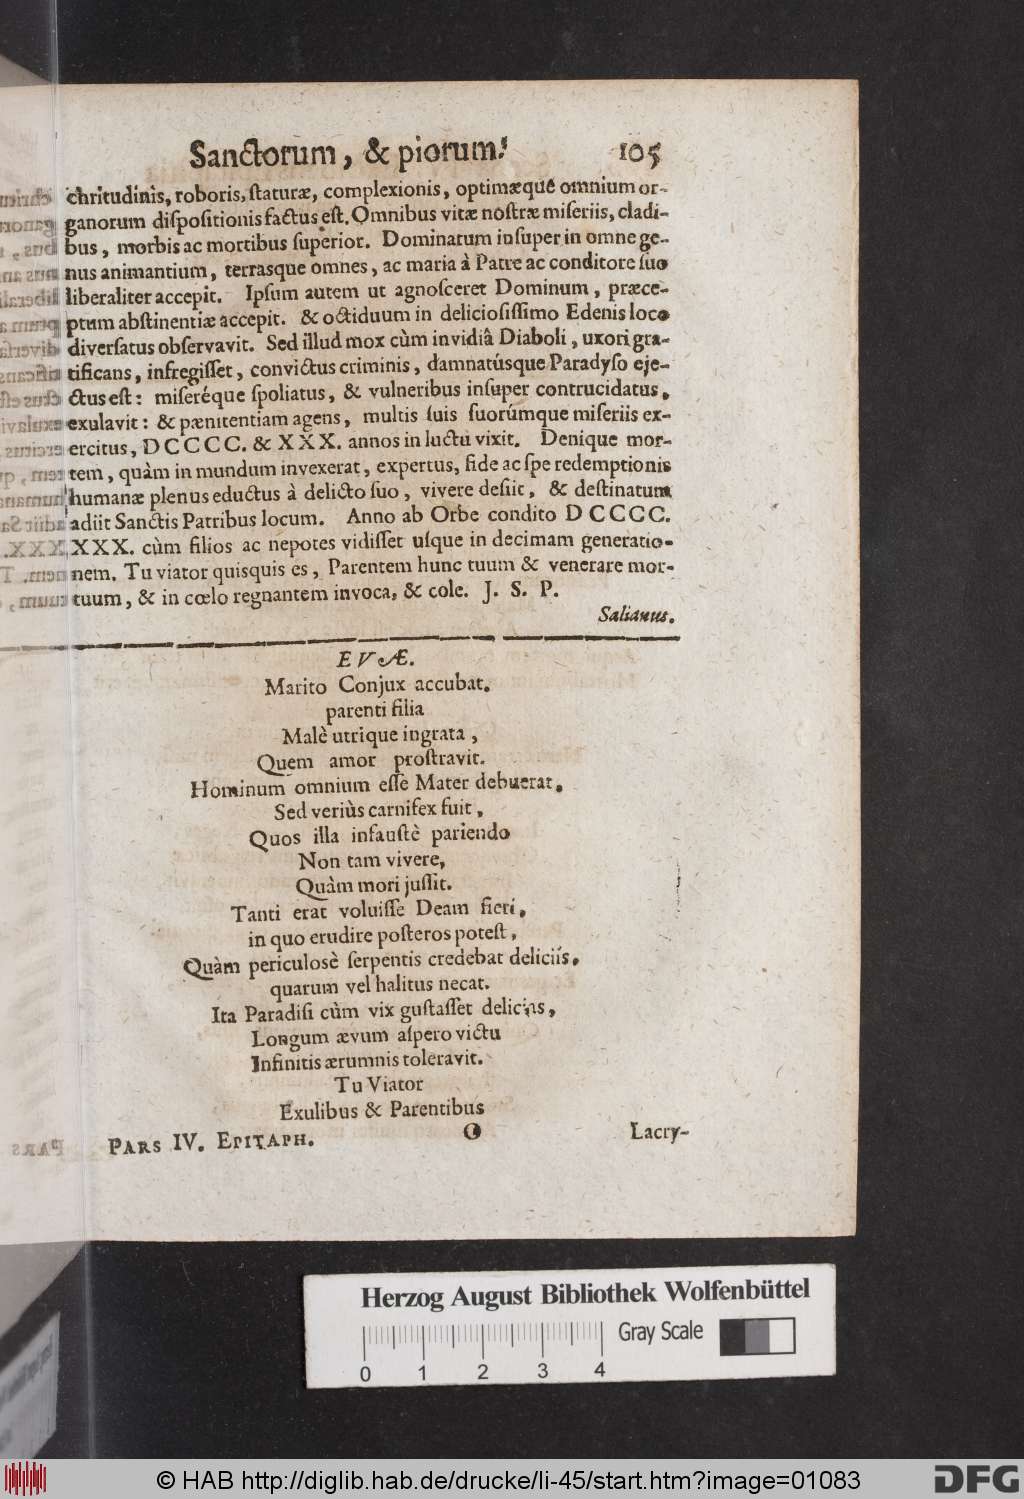 Sanctorum, & piorum. 105
chritudinis, roboris, ſtaturæ, complexionis, optimæque omnium or-
ganorum diſpoſitionis factus eſt. Omnibus vitæ noſtræ miſeriis, cladi-
bus, morbis ac mortibus ſuperior. Dominatum inſuper in omne ge-
nus animantium, terrasque omnes, ac maria à Patre ac conditore ſuo
liberaliter accepit. Ipſum autem ut agnoſceret Dominum, præce-
ptum abſtinentiæ accepit. & octiduum in delicioſiſſimo Edenis loco
diverſatus obſervavit. Sed illud mox cùm invidiâ Diaboli, uxori gra-
tificans, infregiſſet, convictus criminis, damnatúsque Paradyſo eje-
ctus eſt: miſeréque ſpoliatus, & vulneribus inſuper contrucidatus,
exulavit: & pænitentiam agens, multis ſuis ſuorúmque miſeriis ex-
ercitus, DCCCC. & XXX. annos in luctu vixit. Denique mor-
tem, quàm in mundum invexerat, expertus, fide ac ſpe redemptionis
humanæ plenus eductus à delicto ſuo, vivere deſiit, & deſtinatum
adiit Sanctis Patribus locum. Anno ab Orbe condito DCCCC.
XXX. cùm filios ac nepotes vidiſſet uſque in decimam generatio-
nem. Tu viator quisquis es, Parentem hunc tuum & venerare mor-
tuum, & in cœlo regnantem invoca, & cole. J. S. P.
Salianus.
EVÆ.
Marito Conjux accubat.
parenti filia
Malè utrique ingrata,
Quem amor proſtravit.
Hominum omnium eſſe Mater debuerat.
Sed veriùs carnifex fuit,
Quos illa infauſtè pariendo
Non tam vivere,
Quàm mori juſſit.
Tanti erat voluiſſe Deam fieri,
in quo erudire poſteros poteſt,
Quàm periculosè ſerpentis credebat deliciis.
quarum vel halitus necat.
Ita Paradiſi cùm vix guſtaſſet delicias,
Longum ævum aſpero victu
Infinitis ærumnis toleravit.
Tu Viator
Exulibus & Parentibus
PARS IV. EPITAPH. O Lacry-
Herzog August Bibliothek Wolfenbüttel
Gray Scale
0 1 2 3 4
© HAB http://diglib.hab.de/drucke/li-45/start.htm?image=01083
DFG